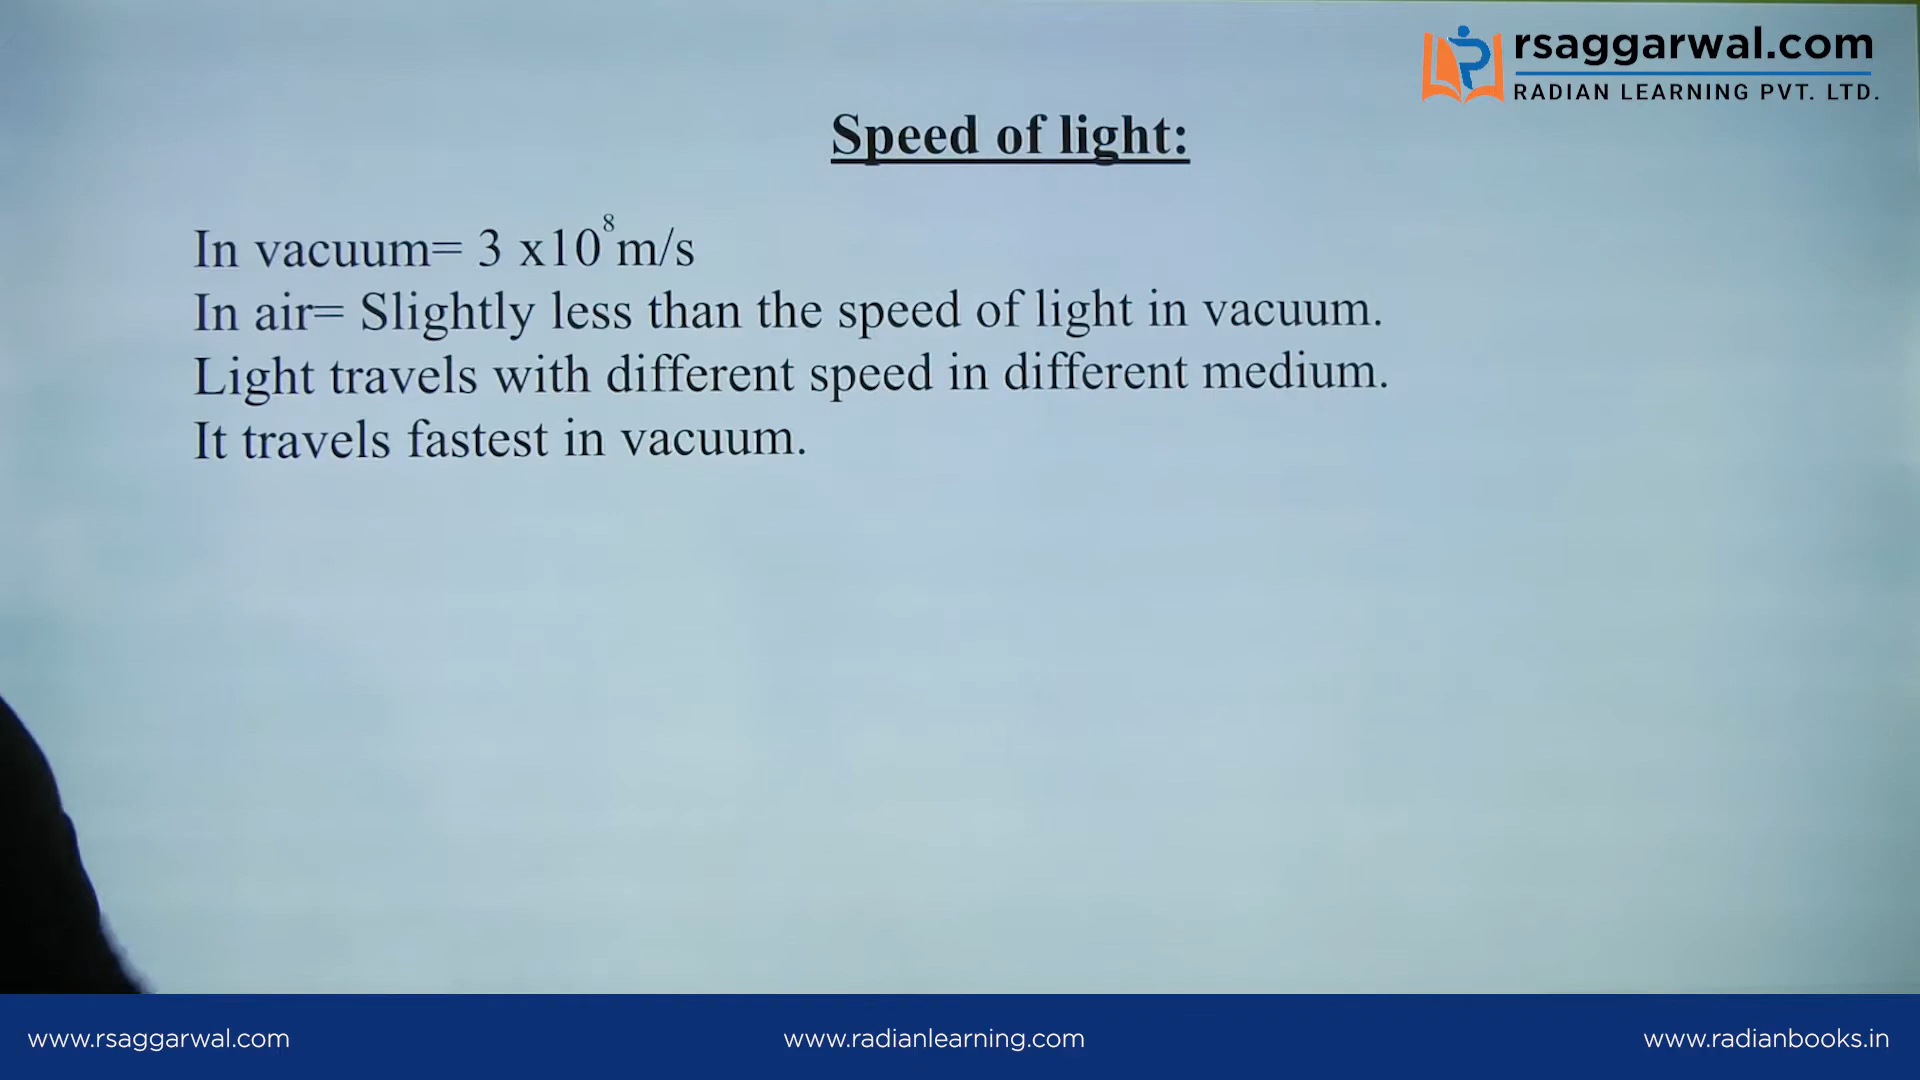 rsaggarwal.com
RADIAN LEARNING PVT. LTD.
Speed of light:
In vacuum= 3 x10⁸m/s
In air= Slightly less than the speed of light in vacuum.
Light travels with different speed in different medium.
It travels fastest in vacuum.
www.rsaggarwal.com
www.radianlearning.com
www.radianbooks.in